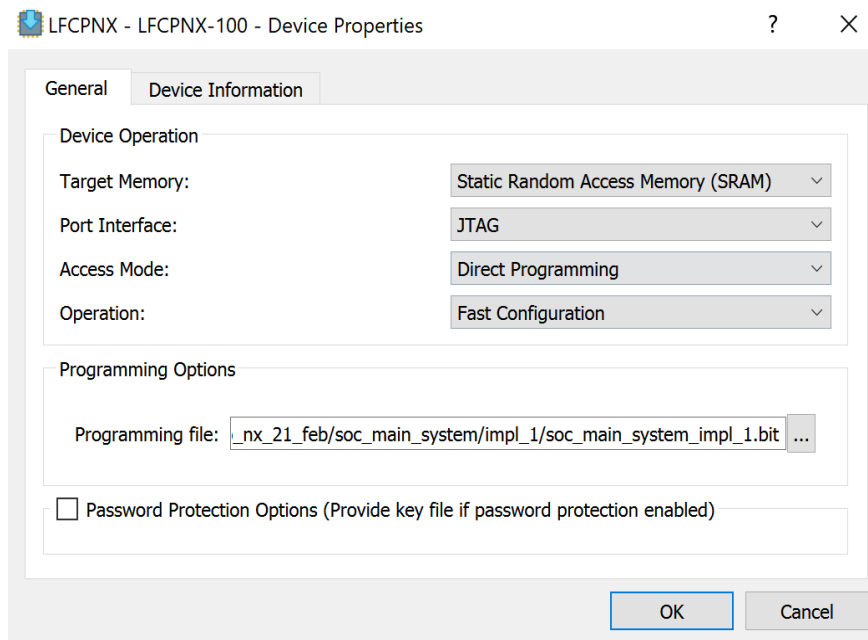 LFCPNX - LFCPNX-100 - Device Properties
General
Device Information
Device Operation
Target Memory:
Static Random Access Memory (SRAM)
Port Interface:
JTAG
Access Mode:
Direct Programming
Operation:
Fast Configuration
Programming Options
Programming file:
_nx_21_feb/soc_main_system/impl_1/soc_main_system_impl_1.bit
...
Password Protection Options (Provide key file if password protection enabled)
OK
Cancel